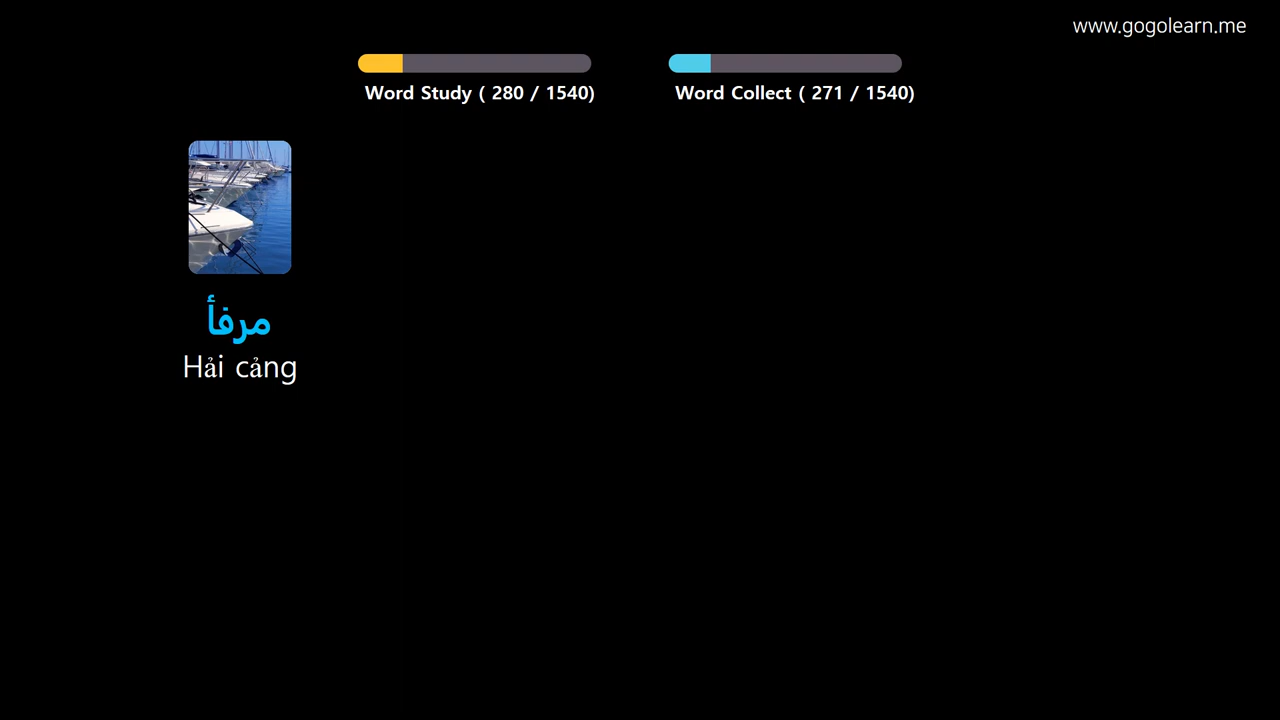 www.gogolearn.me
Word Study ( 280 / 1540)
Word Collect ( 271 / 1540)
مرفأ
Hải cảng